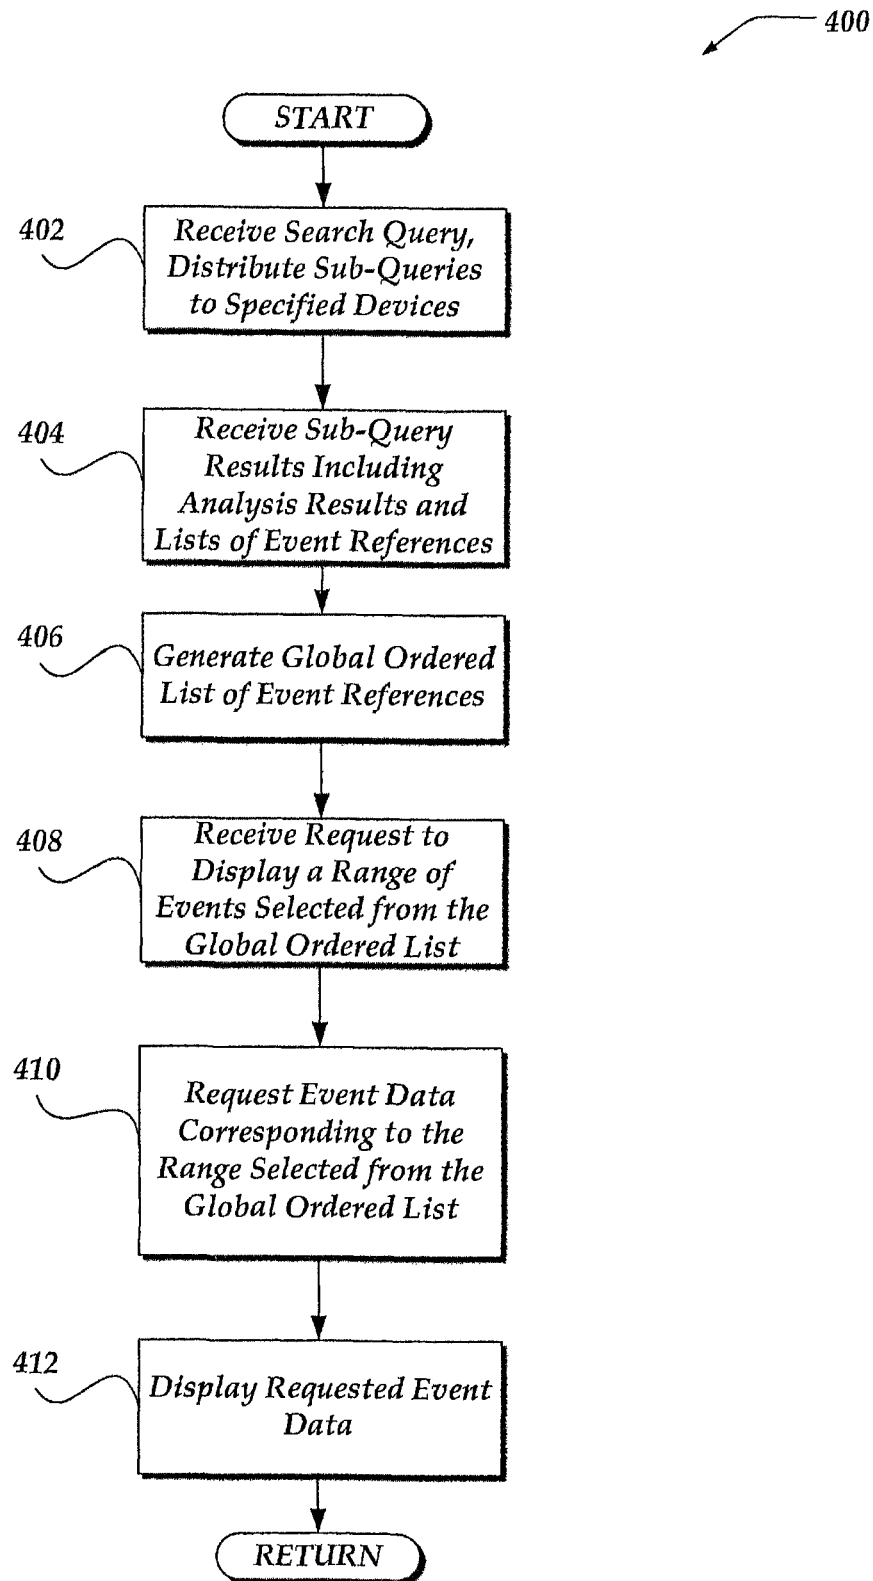 400
START
402
Receive Search Query,
Distribute Sub-Queries
to Specified Devices
404
Receive Sub-Query
Results Including
Analysis Results and
Lists of Event References
406
Generate Global Ordered
List of Event References
408
Receive Request to
Display a Range of
Events Selected from the
Global Ordered List
410
Request Event Data
Corresponding to the
Range Selected from the
Global Ordered List
412
Display Requested Event
Data
RETURN